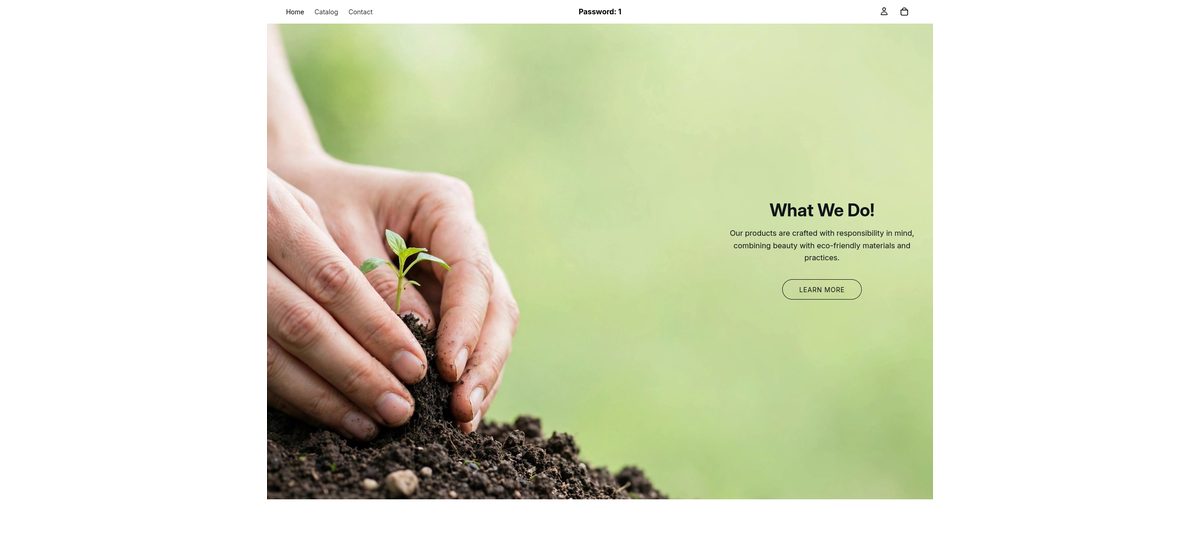 Home Catalog Contact Password: 1
What We Do!
Our products are crafted with responsibility in mind,
combining beauty with eco-friendly materials and
practices.
LEARN MORE